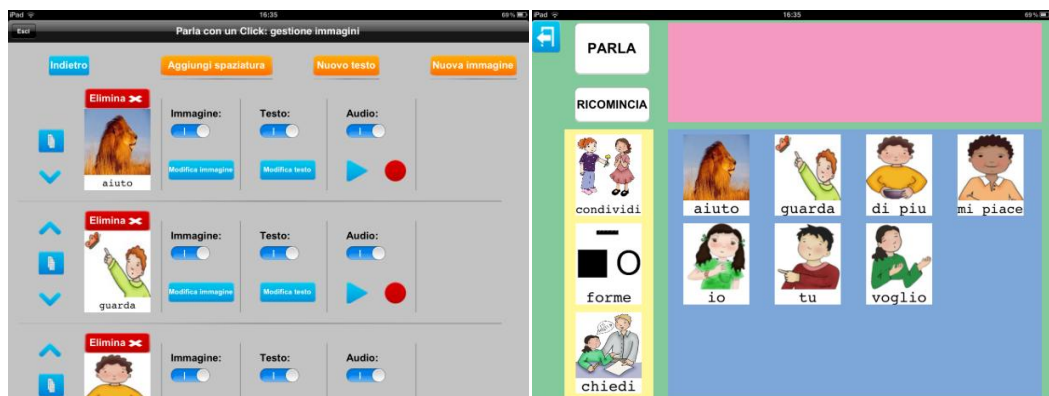 iPad 16:35 69%
Esci Parla con un Click: gestione immagini
Indietro Aggiungi spaziatura Nuovo testo Nuova immagine
Elimina
Immagine: Testo: Audio:
Modifica immagine Modifica testo
aiuto
Elimina
Immagine: Testo: Audio:
Modifica immagine Modifica testo
guarda
Elimina
Immagine: Testo: Audio:
iPad 16:35 69%
PARLA
RICOMINCIA
condividi
forme
chiedi
aiuto guarda di piu mi piace
io tu voglio